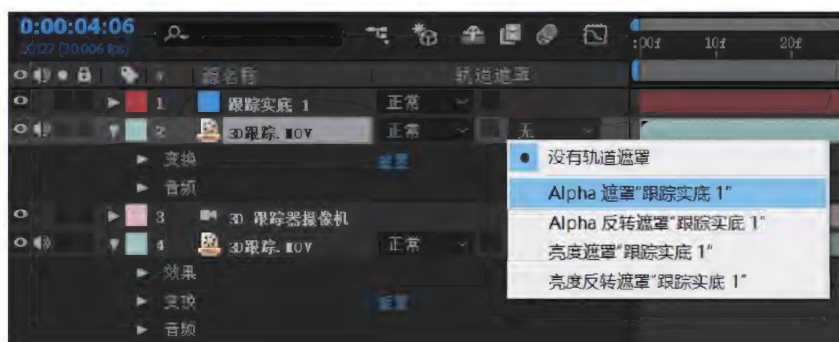 0:00:04:06
00127 (30.006 fps)
:00f 10f 20f
# 源名称 轨道遮罩
1 跟踪实底 1 正常
2 3D跟踪.MOV 正常 无
变换 重置
音频
3 3D 跟踪器摄像机
4 3D跟踪.MOV 正常
效果
变换 重置
音频
没有轨道遮罩
Alpha 遮罩"跟踪实底 1"
Alpha 反转遮罩"跟踪实底 1"
亮度遮罩"跟踪实底 1"
亮度反转遮罩"跟踪实底 1"